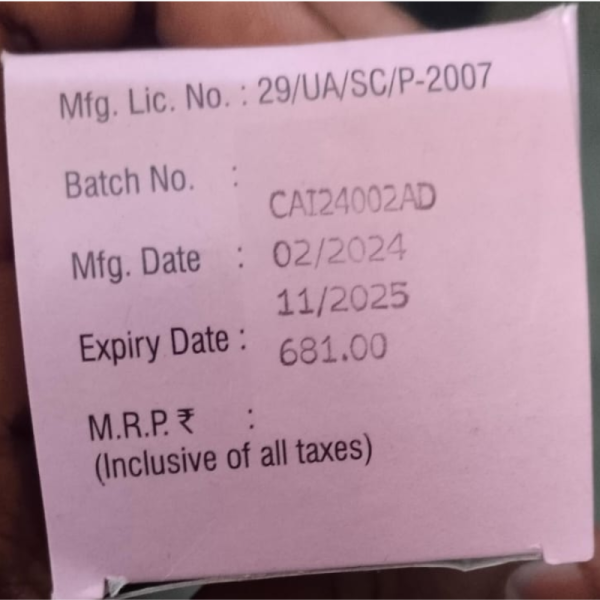 Mfg. Lic. No. : 29/UA/SC/P-2007
Batch No. :
CAI24002AD
Mfg. Date : 02/2024
11/2025
Expiry Date : 681.00
M.R.P. ₹ :
(Inclusive of all taxes)